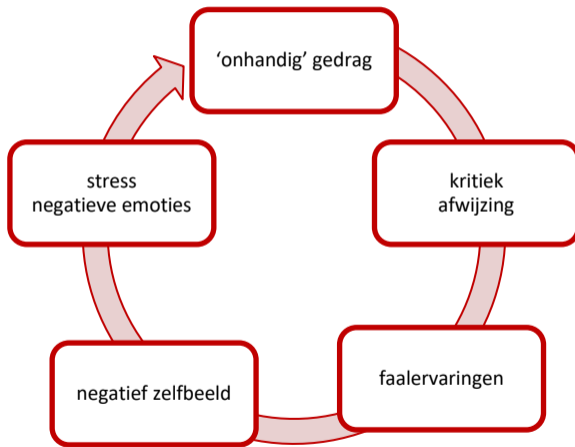 ‘onhandig’ gedrag
kritiek
afwijzing
faalervaringen
negatief zelfbeeld
stress
negatieve emoties